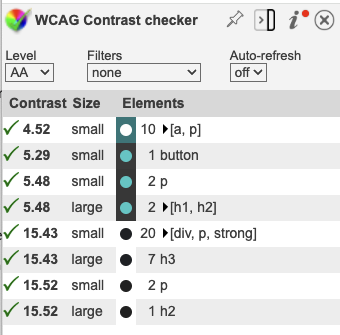 WCAG Contrast checker
Level Filters Auto-refresh
AA none off
Contrast Size Elements
4.52 small 10 [a, p]
5.29 small 1 button
5.48 small 2 p
5.48 large 2 [h1, h2]
15.43 small 20 [div, p, strong]
15.43 large 7 h3
15.52 small 2 p
15.52 large 1 h2